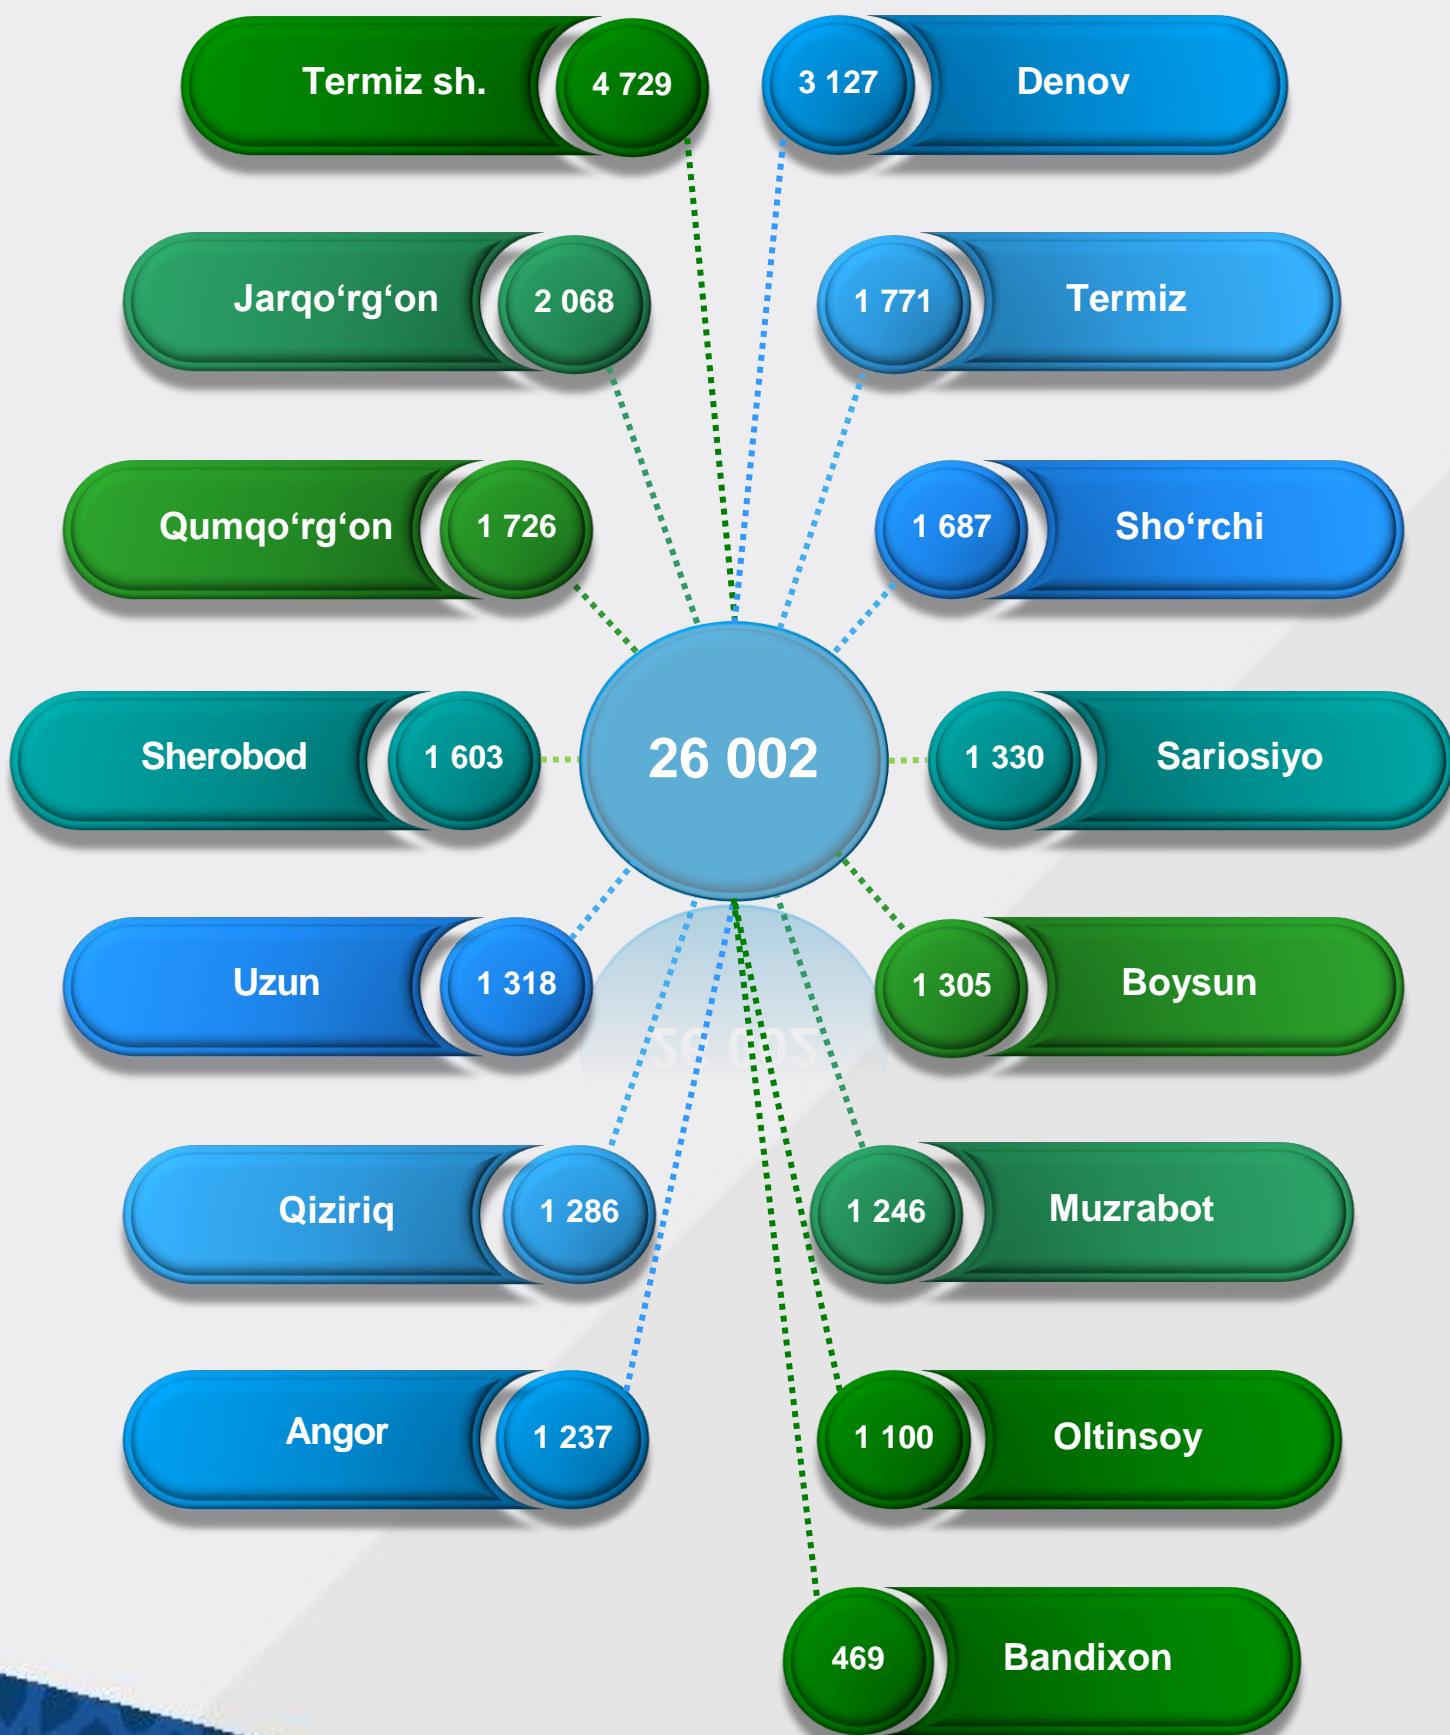 Termiz sh. 4 729
3 127 Denov
Jarqo‘rg‘on 2 068
1 771 Termiz
Qumqo‘rg‘on 1 726
1 687 Sho‘rchi
Sherobod 1 603
26 002
1 330 Sariosiyo
Uzun 1 318
1 305 Boysun
Qiziriq 1 286
1 246 Muzrabot
Angor 1 237
1 100 Oltinsoy
469 Bandixon